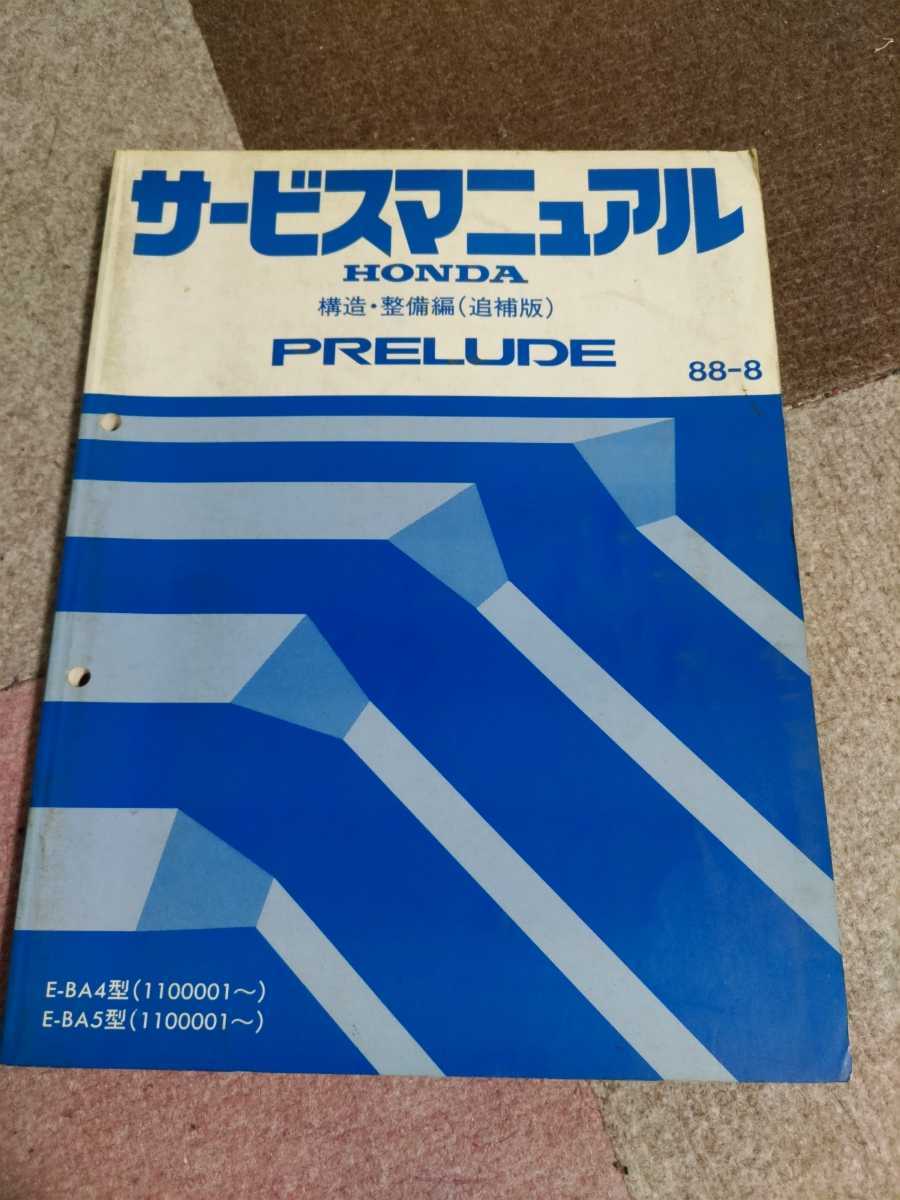 サービスマニュアル
HONDA
構造・整備編(追補版)
PRELUDE
88-8
E-BA4型(1100001〜)
E-BA5型(1100001〜)